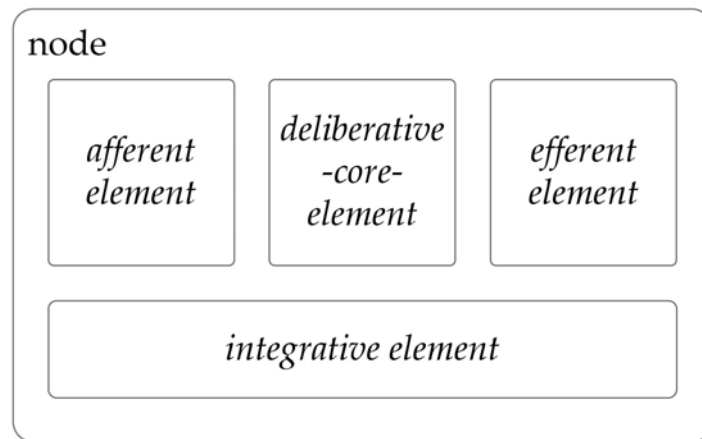 node
afferent
element
deliberative
-core-
element
efferent
element
integrative element